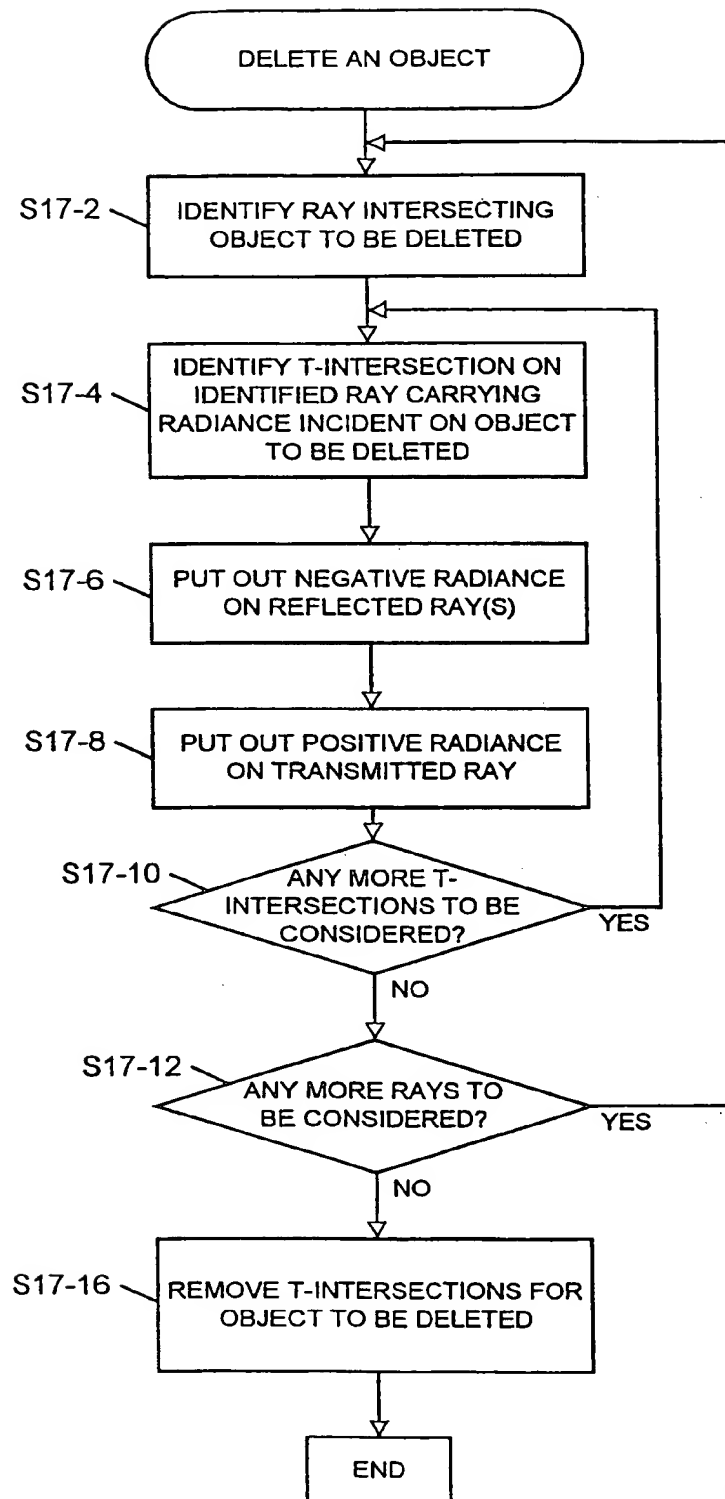 DELETE AN OBJECT
S17-2
IDENTIFY RAY INTERSECTING
OBJECT TO BE DELETED
S17-4
IDENTIFY T-INTERSECTION ON
IDENTIFIED RAY CARRYING
RADIANCE INCIDENT ON OBJECT
TO BE DELETED
S17-6
PUT OUT NEGATIVE RADIANCE
ON REFLECTED RAY(S)
S17-8
PUT OUT POSITIVE RADIANCE
ON TRANSMITTED RAY
S17-10
ANY MORE T-
INTERSECTIONS TO BE
CONSIDERED?
YES
NO
S17-12
ANY MORE RAYS TO
BE CONSIDERED?
YES
NO
S17-16
REMOVE T-INTERSECTIONS FOR
OBJECT TO BE DELETED
END